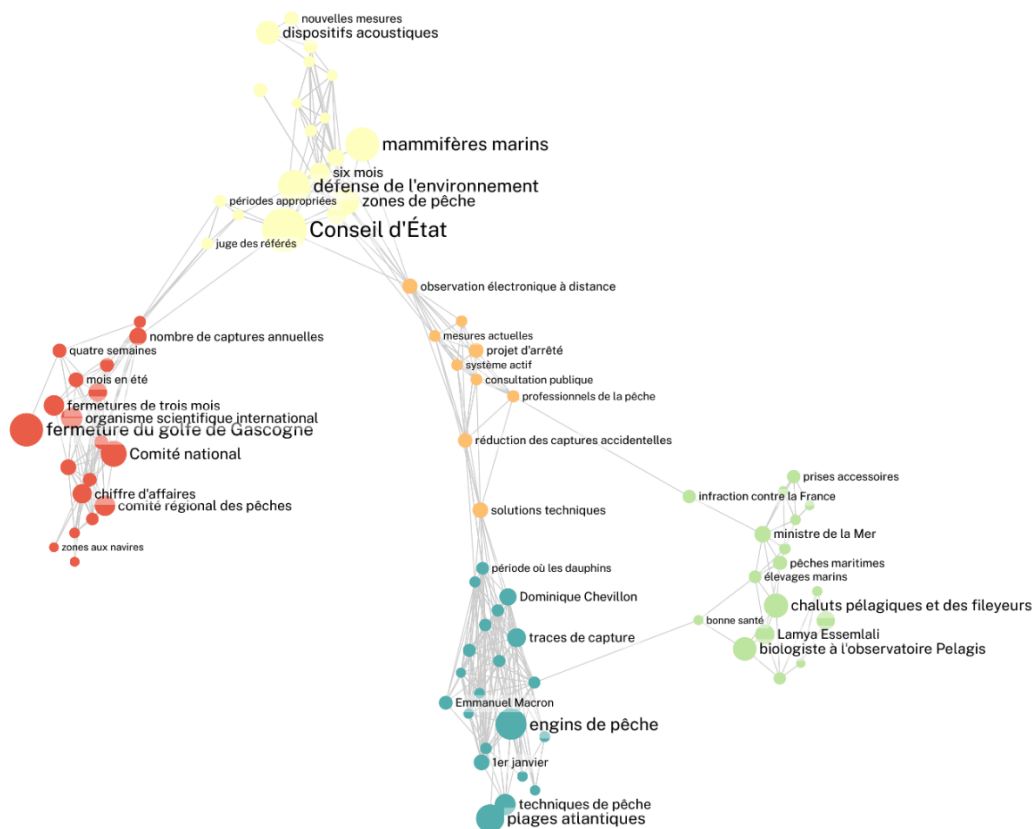 nouvelles mesures
dispositifs acoustiques
mammifères marins
six mois
défense de l'environnement
périodes appropriées
zones de pêche
Conseil d'État
juge des référés
observation électronique à distance
nombre de captures annuelles
mesures actuelles
quatre semaines
projet d'arrêté
système actif
mois en été
consultation publique
professionnels de la pêche
fermetures de trois mois
organisme scientifique international
fermeture du golfe de Gascogne
réduction des captures accidentelles
Comité national
prises accessoires
chiffre d'affaires
infraction contre la France
comité régional des pêches
solutions techniques
ministre de la Mer
zones aux navires
pêches maritimes
période où les dauphins
élevages marins
Dominique Chevillon
chaluts pélagiques et des fileyeurs
bonne santé
Lamya Essemlali
traces de capture
biologiste à l'observatoire Pelagis
Emmanuel Macron
engins de pêche
1er janvier
techniques de pêche
plages atlantiques